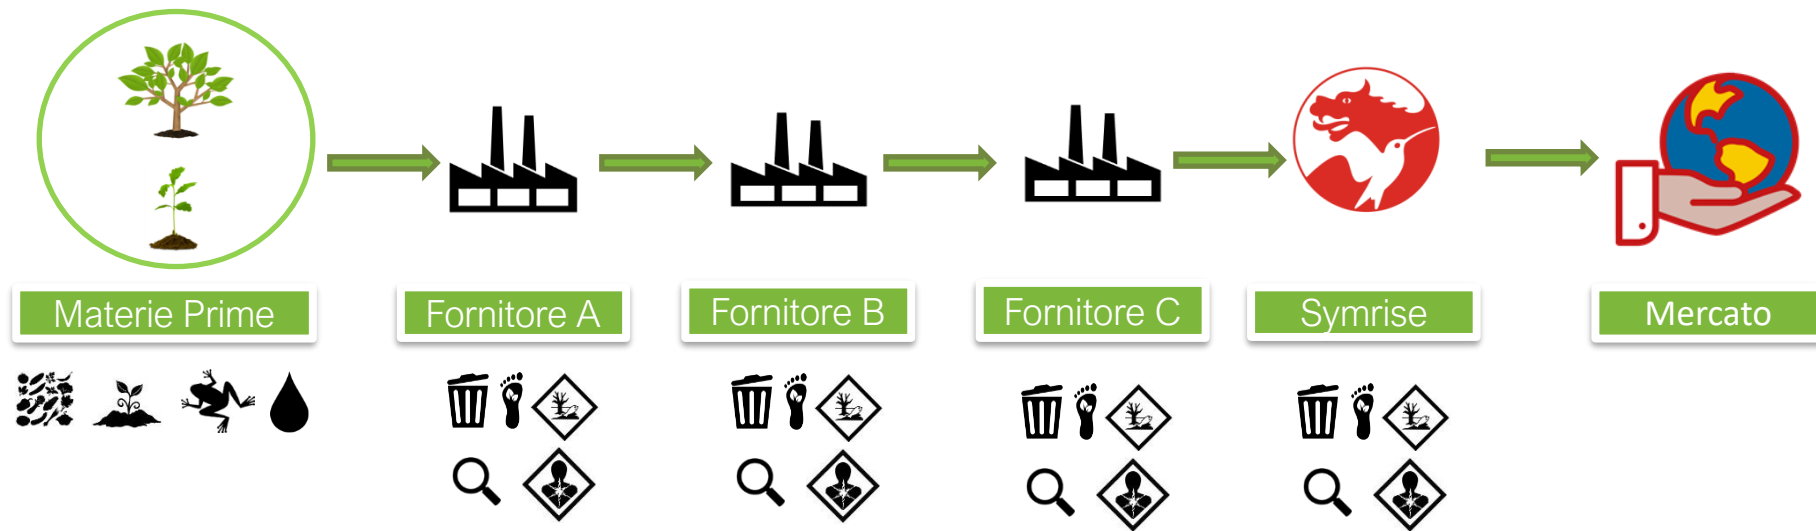 Materie Prime
Fornitore A
Fornitore B
Fornitore C
Symrise
Mercato